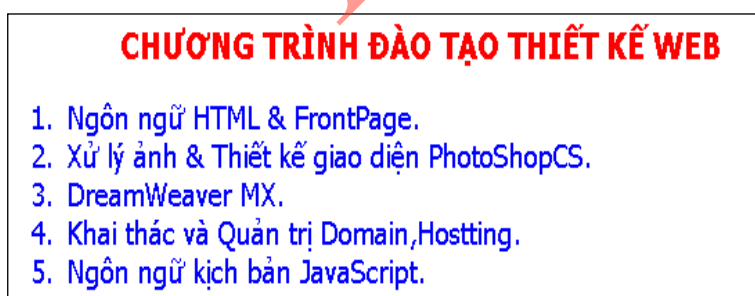 CHƯƠNG TRÌNH ĐÀO TẠO THIẾT KẾ WEB
1. Ngôn ngữ HTML & FrontPage.
2. Xử lý ảnh & Thiết kế giao diện PhotoShopCS.
3. DreamWeaver MX.
4. Khai thác và Quản trị Domain,Hostting.
5. Ngôn ngữ kịch bản JavaScript.